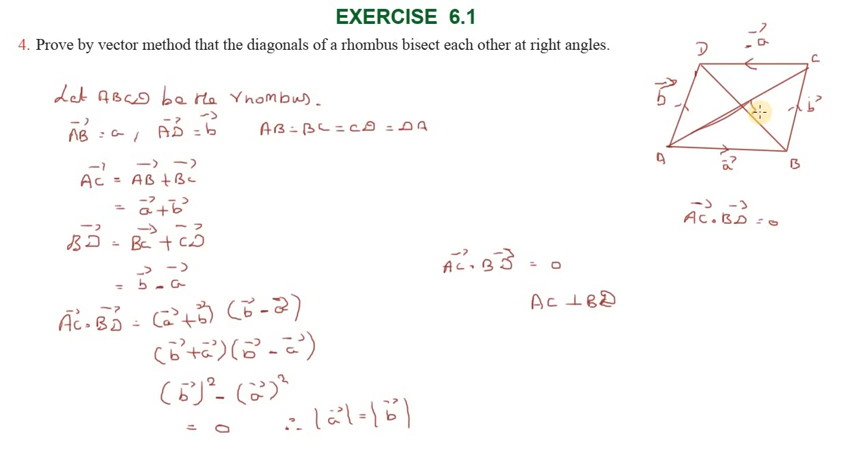 EXERCISE 6.1
4. Prove by vector method that the diagonals of a rhombus bisect each other at right angles.
Let ABCD be the rhombus.
AB⃗ = a⃗, AD⃗ = b⃗ AB = BC = CD = DA
AC⃗ = AB⃗ + BC⃗
= a⃗ + b⃗
BD⃗ = BC⃗ + CD⃗
= b⃗ - a⃗
AC⃗ . BD⃗ = (a⃗ + b⃗) (b⃗ - a⃗)
(b⃗ + a⃗) (b⃗ - a⃗)
(b⃗)² - (a⃗)²
= 0 ∴ |a⃗| = |b⃗|
AC⃗ . BD⃗ = 0
AC ⊥ BD
-a⃗
D C
b⃗ b⃗
A a⃗ B
AC⃗ . BD⃗ = 0